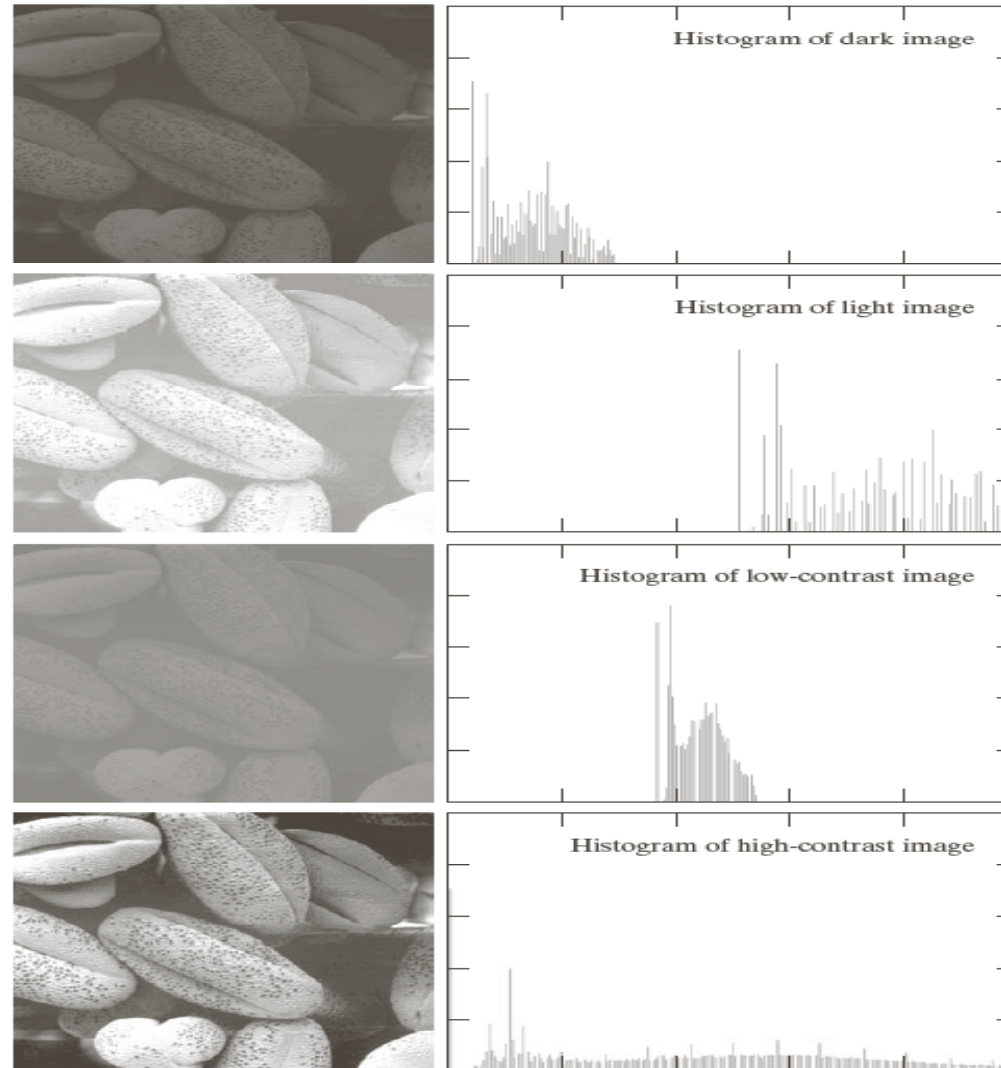 Histogram of dark image
Histogram of light image
Histogram of low-contrast image
Histogram of high-contrast image